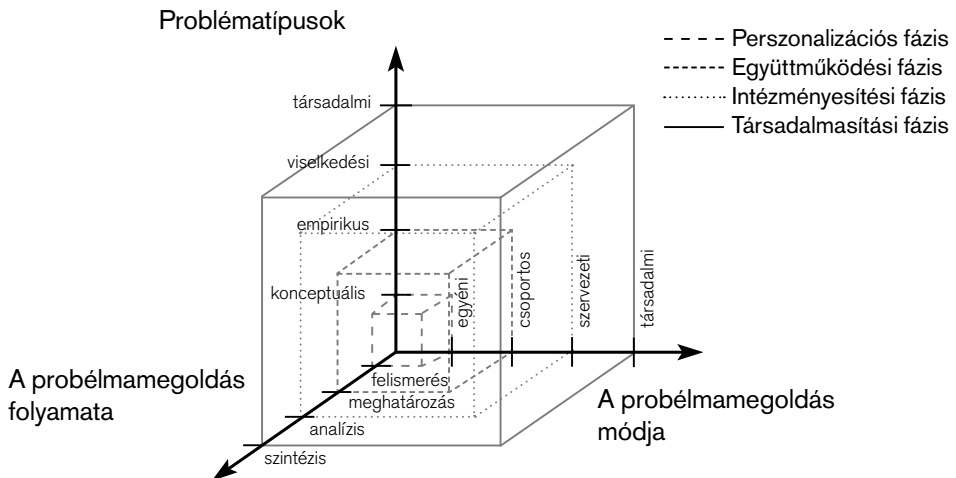 Problématípusok
Perszonalizációs fázis
Együttműködési fázis
Intézményesítési fázis
Társadalmasítási fázis
társadalmi
viselkedési
empirikus
konceptuális
egyéni
csoportos
szervezeti
társadalmi
felismerés
meghatározás
analízis
szintézis
A probélmamegoldás
folyamata
A probélmamegoldás
módja